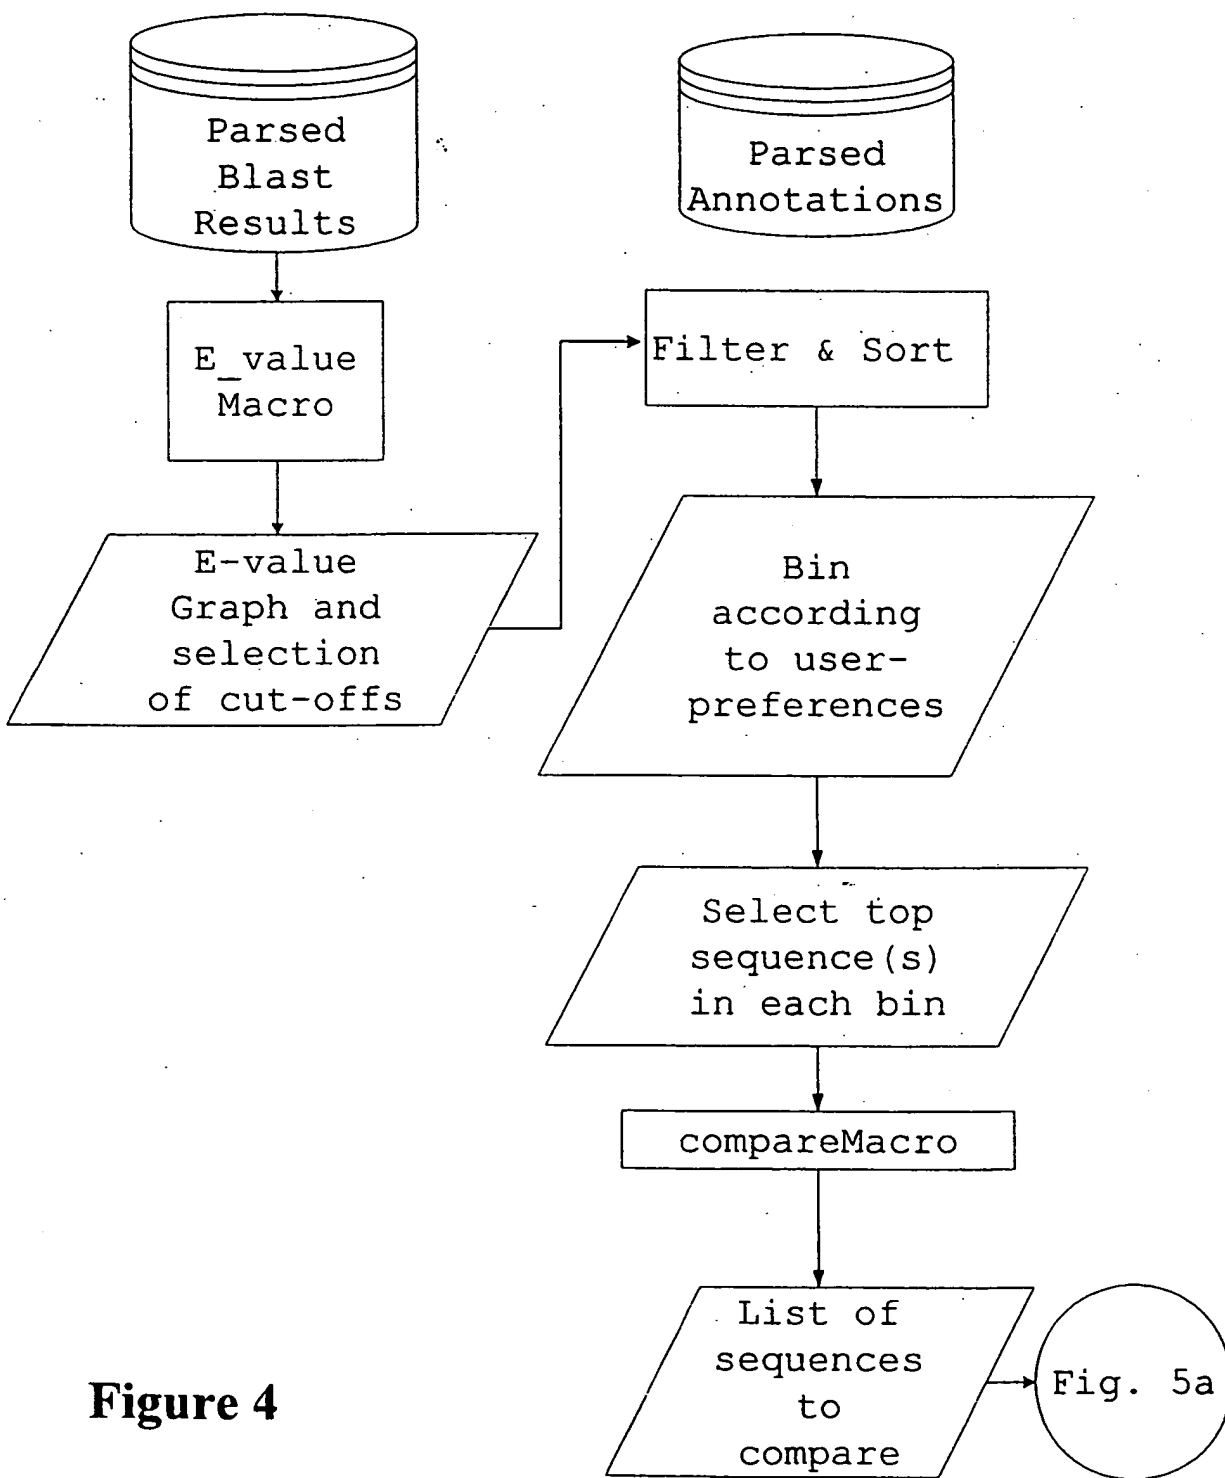 Parsed
Blast
Results
Parsed
Annotations
E_value
Macro
Filter & Sort
E-value
Graph and
selection
of cut-offs
Bin
according
to user-
preferences
Select top
sequence(s)
in each bin
compareMacro
List of
sequences
to
compare
Fig. 5a
Figure 4